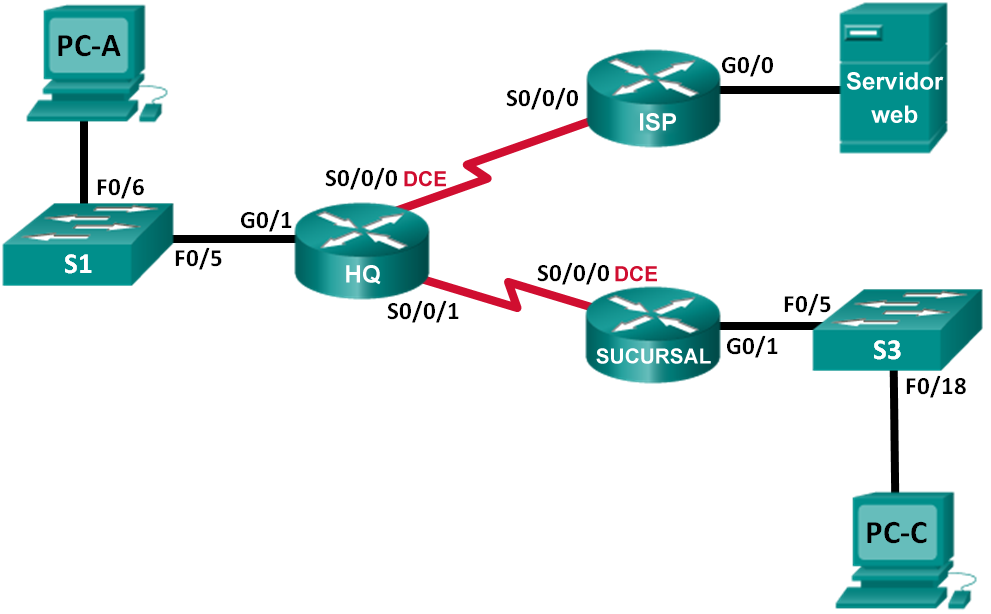 PC-A
Servidor
web
G0/0
ISP
S0/0/0
S0/0/0 DCE
F0/6
G0/1
S1
F0/5
HQ
S0/0/1
S0/0/0 DCE
F0/5
SUCURSAL
G0/1
S3
F0/18
PC-C